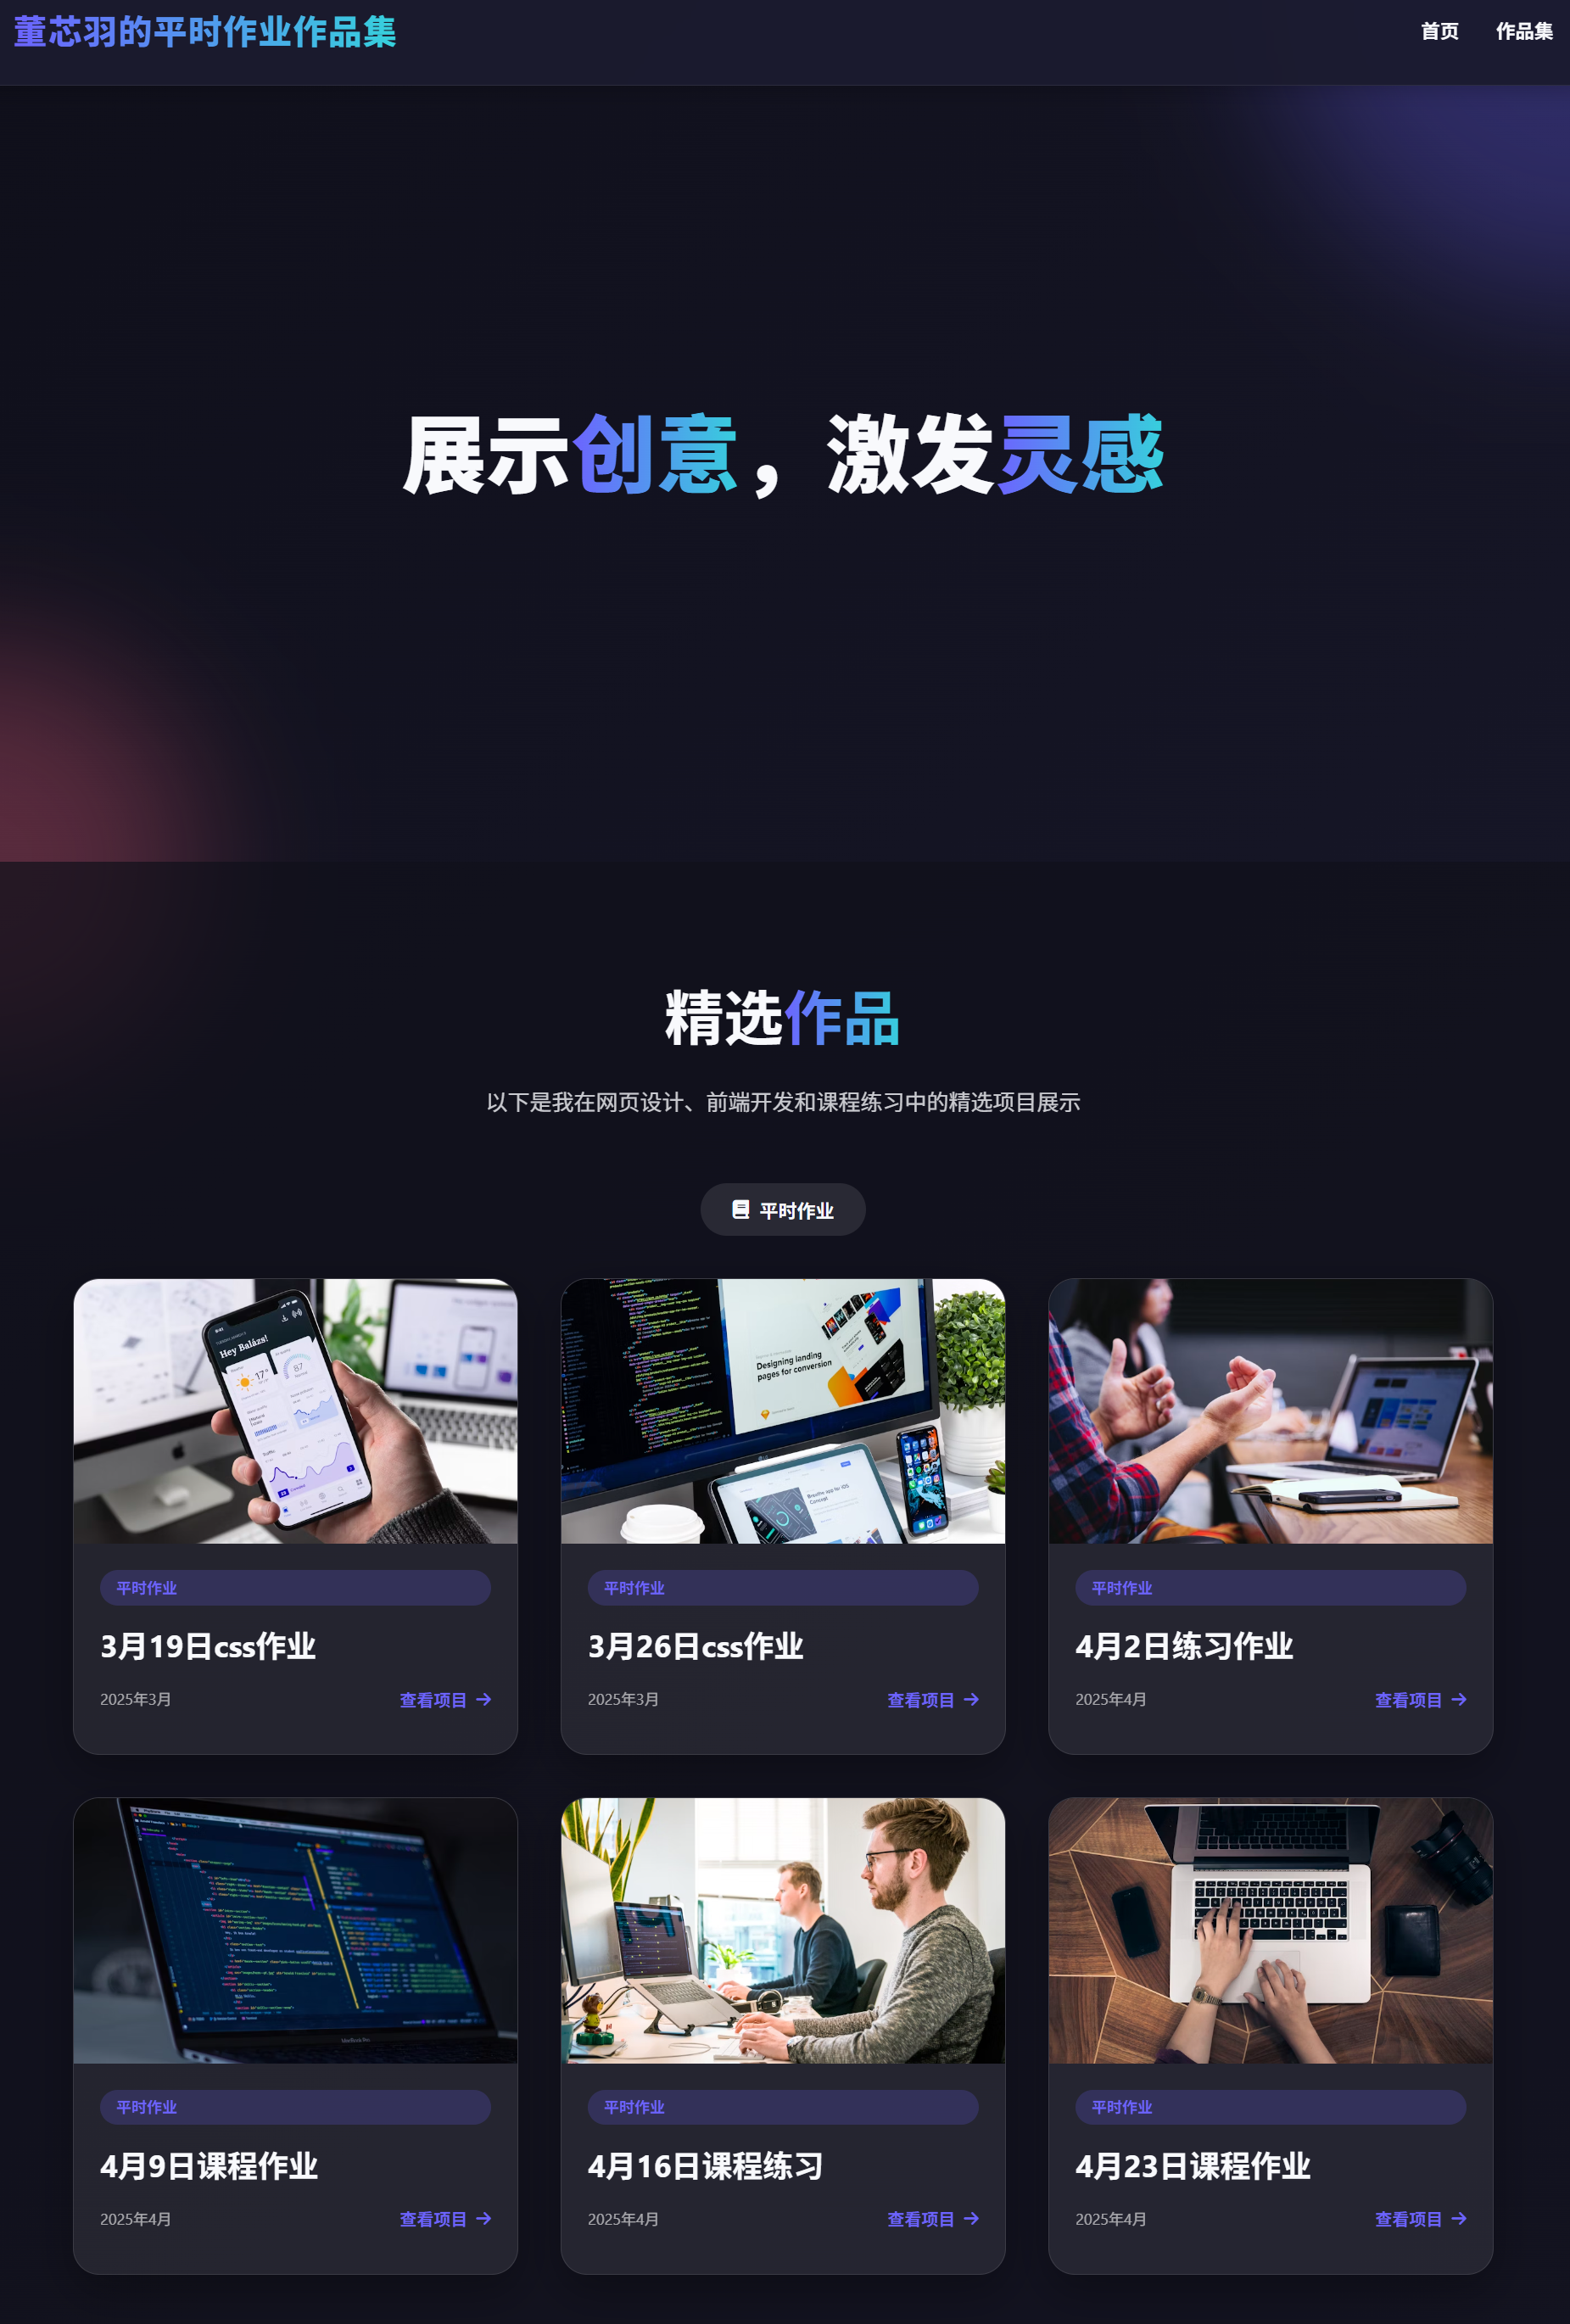 董芯羽的平时作业作品集
首页 作品集
展示创意，激发灵感
精选作品
以下是我在网页设计、前端开发和课程练习中的精选项目展示
平时作业
Hey Balázs!
17°
87
Designing landing
pages for conversion
平时作业
3月19日css作业
2025年3月 查看项目
平时作业
3月26日css作业
2025年3月 查看项目
平时作业
4月2日练习作业
2025年4月 查看项目
平时作业
4月9日课程作业
2025年4月 查看项目
平时作业
4月16日课程练习
2025年4月 查看项目
平时作业
4月23日课程作业
2025年4月 查看项目